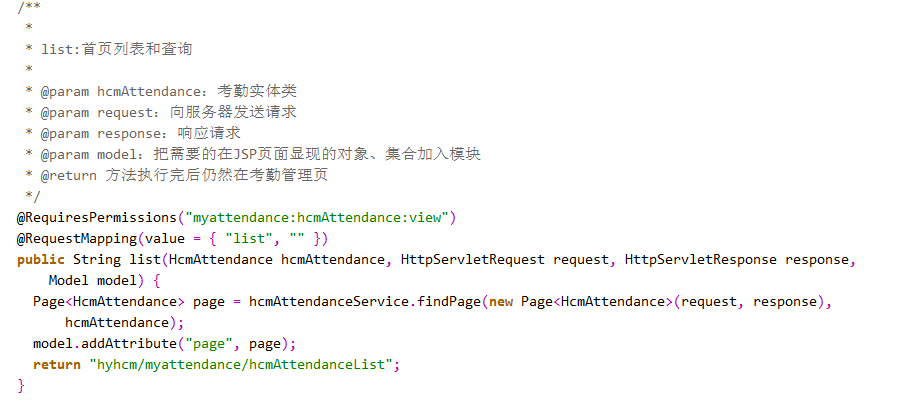 /**
 *
 * list:首页列表和查询
 *
 * @param hcmAttendance：考勤实体类
 * @param request：向服务器发送请求
 * @param response：响应请求
 * @param model：把需要的在JSP页面显现的对象、集合加入模块
 * @return 方法执行完后仍然在考勤管理页
 */
@RequiresPermissions("myattendance:hcmAttendance:view")
@RequestMapping(value = { "list", "" })
public String list(HcmAttendance hcmAttendance, HttpServletRequest request, HttpServletResponse response,
    Model model) {
  Page<HcmAttendance> page = hcmAttendanceService.findPage(new Page<HcmAttendance>(request, response),
      hcmAttendance);
  model.addAttribute("page", page);
  return "hyhcm/myattendance/hcmAttendanceList";
}